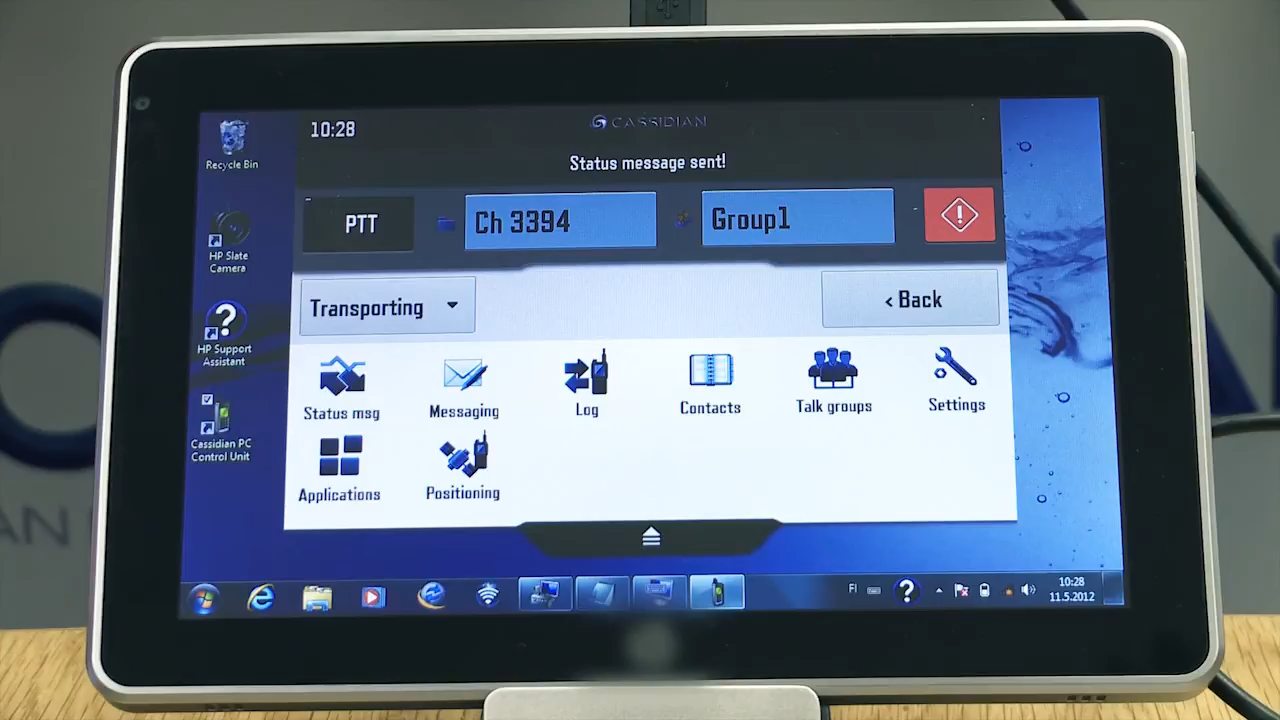 10:28
CASSIDIAN
Status message sent!
PTT
Ch 3394
Group1
Transporting
‹ Back
Status msg
Messaging
Log
Contacts
Talk groups
Settings
Applications
Positioning
Recycle Bin
HP Slate
Camera
HP Support
Assistant
Cassidian PC
Control Unit
FI
10:28
11.5.2012
AN